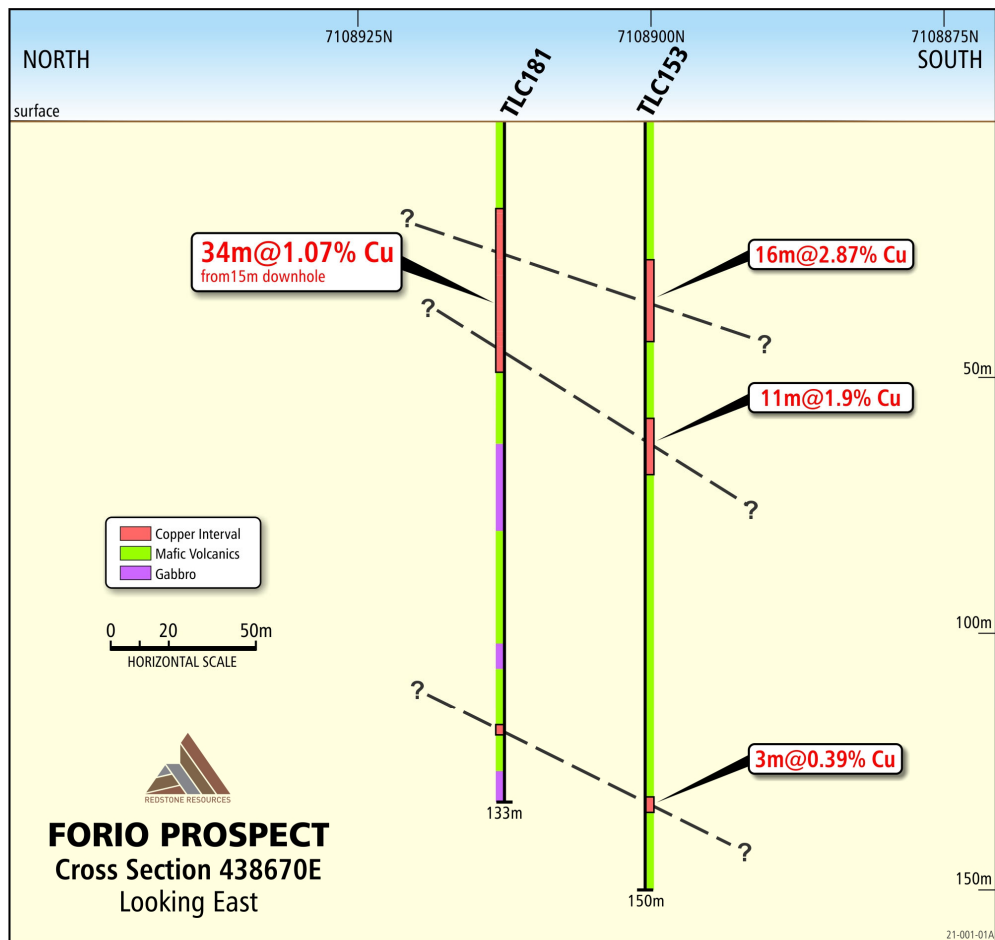 7108925N
7108900N
7108875N
NORTH
SOUTH
TLC181
TLC153
surface
?
34m@1.07% Cu
from15m downhole
16m@2.87% Cu
?
?
50m
11m@1.9% Cu
?
Copper Interval
Mafic Volcanics
Gabbro
0 20 50m
HORIZONTAL SCALE
100m
?
3m@0.39% Cu
REDSTONE RESOURCES
133m
?
FORIO PROSPECT
Cross Section 438670E
Looking East
150m
150m
21-001-01A